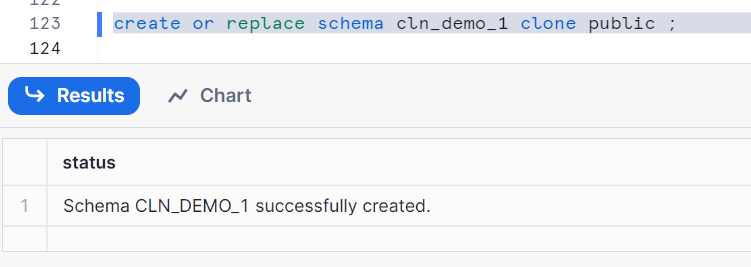 122
123 create or replace schema cln_demo_1 clone public ;
124
Results Chart
status
1 Schema CLN_DEMO_1 successfully created.